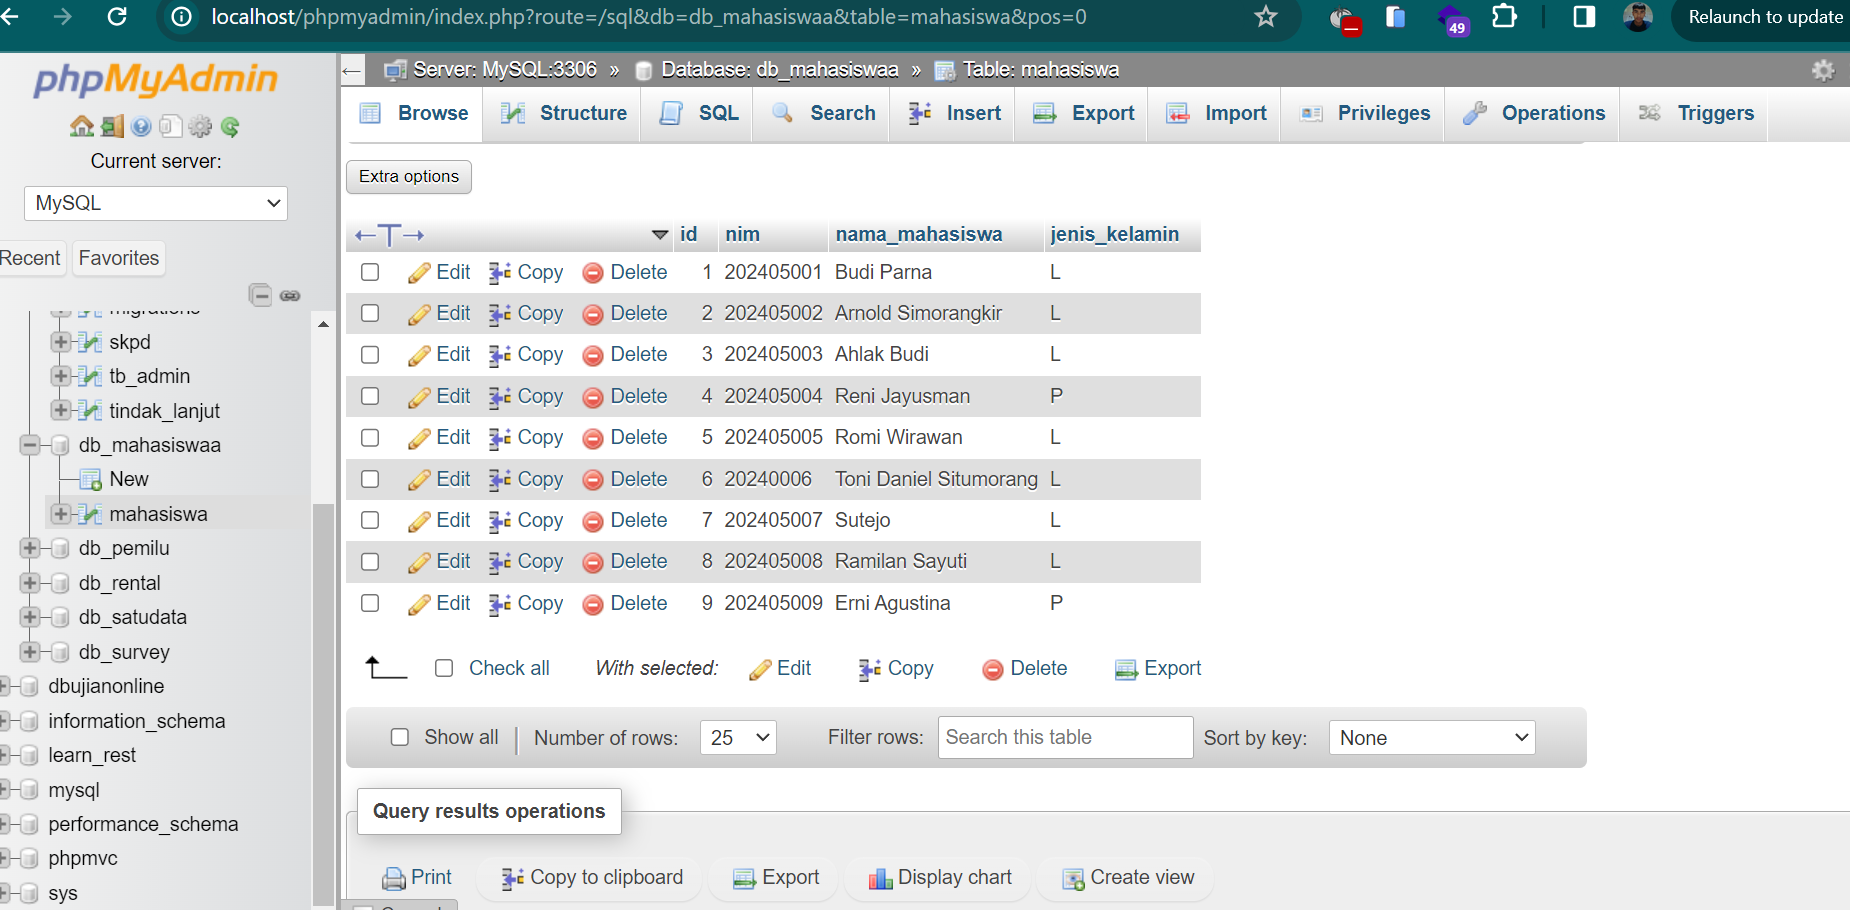 localhost/phpmyadmin/index.php?route=/sql&db=db_mahasiswaa&table=mahasiswa&pos=0
49
Relaunch to update
phpMyAdmin
Current server:
MySQL
Recent
Favorites
migrations
skpd
tb_admin
tindak_lanjut
db_mahasiswaa
New
mahasiswa
db_pemilu
db_rental
db_satudata
db_survey
dbujianonline
information_schema
learn_rest
mysql
performance_schema
phpmvc
sys
Server: MySQL:3306 » Database: db_mahasiswaa » Table: mahasiswa
Browse Structure SQL Search Insert Export Import Privileges Operations Triggers
Extra options
←T→ id nim nama_mahasiswa jenis_kelamin
Edit Copy Delete 1 202405001 Budi Parna L
Edit Copy Delete 2 202405002 Arnold Simorangkir L
Edit Copy Delete 3 202405003 Ahlak Budi L
Edit Copy Delete 4 202405004 Reni Jayusman P
Edit Copy Delete 5 202405005 Romi Wirawan L
Edit Copy Delete 6 20240006 Toni Daniel Situmorang L
Edit Copy Delete 7 202405007 Sutejo L
Edit Copy Delete 8 202405008 Ramilan Sayuti L
Edit Copy Delete 9 202405009 Erni Agustina P
Check all With selected: Edit Copy Delete Export
Show all Number of rows: 25 Filter rows: Search this table Sort by key: None
Query results operations
Print Copy to clipboard Export Display chart Create view